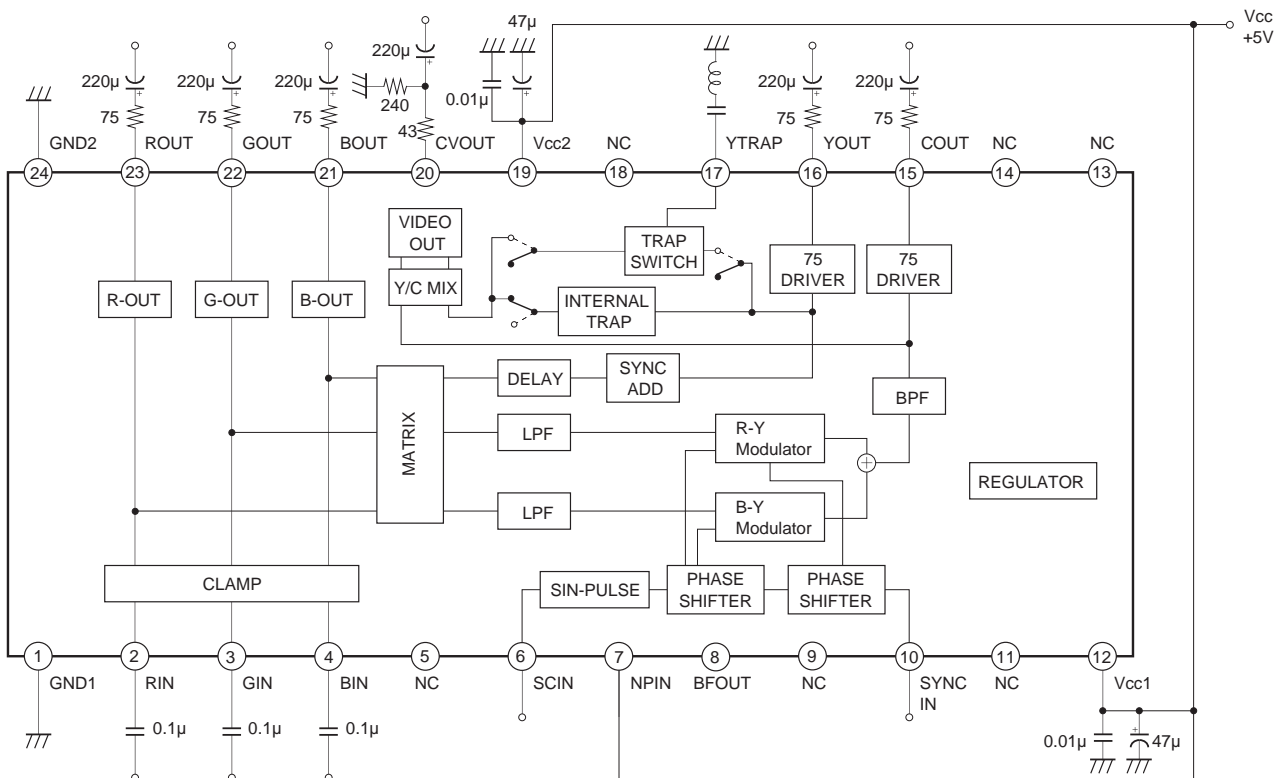 47µ
Vcc
+5V
220µ
220µ
220µ
220µ
240
0.01µ
220µ
220µ
75
75
75
43
75
75
GND2
ROUT
GOUT
BOUT
CVOUT
Vcc2
NC
YTRAP
YOUT
COUT
NC
NC
24
23
22
21
20
19
18
17
16
15
14
13
VIDEO
OUT
TRAP
SWITCH
75
DRIVER
75
DRIVER
R-OUT
G-OUT
B-OUT
Y/C MIX
INTERNAL
TRAP
MATRIX
DELAY
SYNC
ADD
BPF
LPF
R-Y
Modulator
REGULATOR
LPF
B-Y
Modulator
CLAMP
SIN-PULSE
PHASE
SHIFTER
PHASE
SHIFTER
1
2
3
4
5
6
7
8
9
10
11
12
GND1
RIN
GIN
BIN
NC
SCIN
NPIN
BFOUT
NC
SYNC
IN
NC
Vcc1
0.1µ
0.1µ
0.1µ
0.01µ
47µ